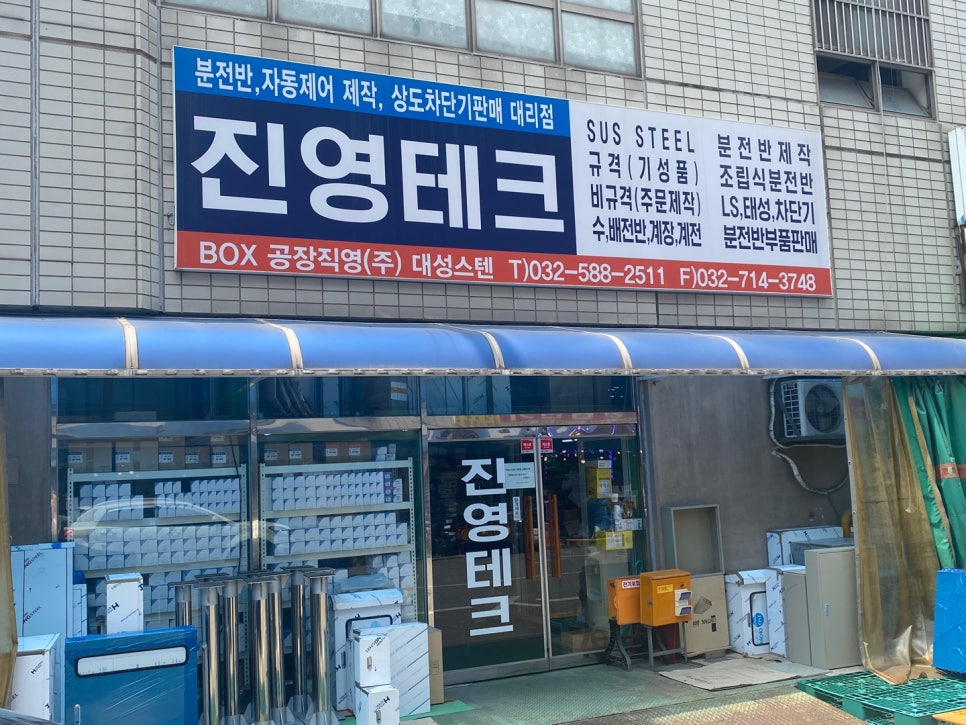 분전반,자동제어 제작, 상도차단기판매 대리점
진영테크
SUS STEEL
규격(기성품)
비규격(주문제작)
수,배전반,계장,계전
분전반제작
조립식분전반
LS,태성,차단기
분전반부품판매
BOX 공장직영(주) 대성스텐 T)032-588-2511 F)032-714-3748
진영테크